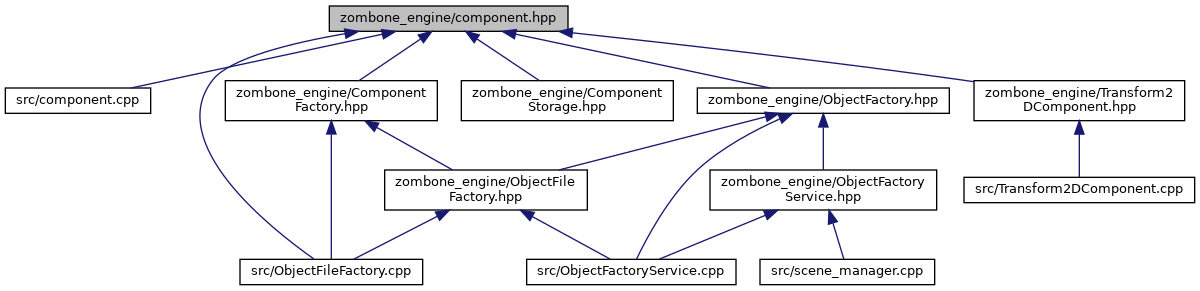 zombone_engine/component.hpp
src/component.cpp
zombone_engine/Component
Factory.hpp
zombone_engine/Component
Storage.hpp
zombone_engine/ObjectFactory.hpp
zombone_engine/Transform2
DComponent.hpp
zombone_engine/ObjectFile
Factory.hpp
zombone_engine/ObjectFactory
Service.hpp
src/Transform2DComponent.cpp
src/ObjectFileFactory.cpp
src/ObjectFactoryService.cpp
src/scene_manager.cpp